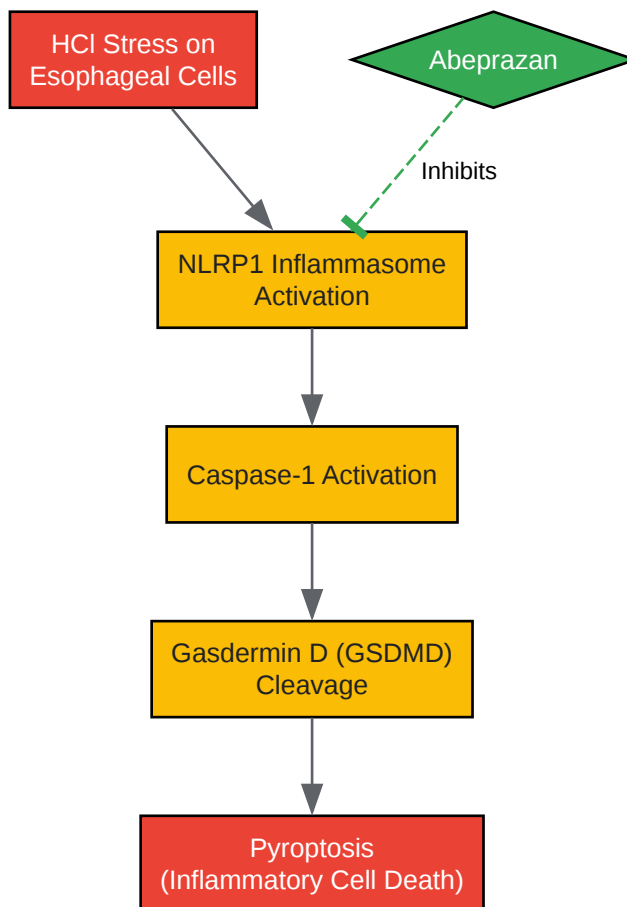 HCl Stress on
Esophageal Cells
Abeprazan
Inhibits
NLRP1 Inflammasome
Activation
Caspase-1 Activation
Gasdermin D (GSDMD)
Cleavage
Pyroptosis
(Inflammatory Cell Death)